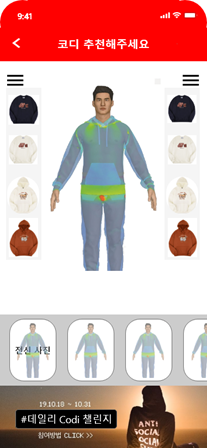 9:41
코디 추천해주세요
전신 사진
19.10.18 ~ 10.31
#데일리 Codi 챌린지
참여방법 CLICK >>
ANTI
SOCIAL
SOCIAL